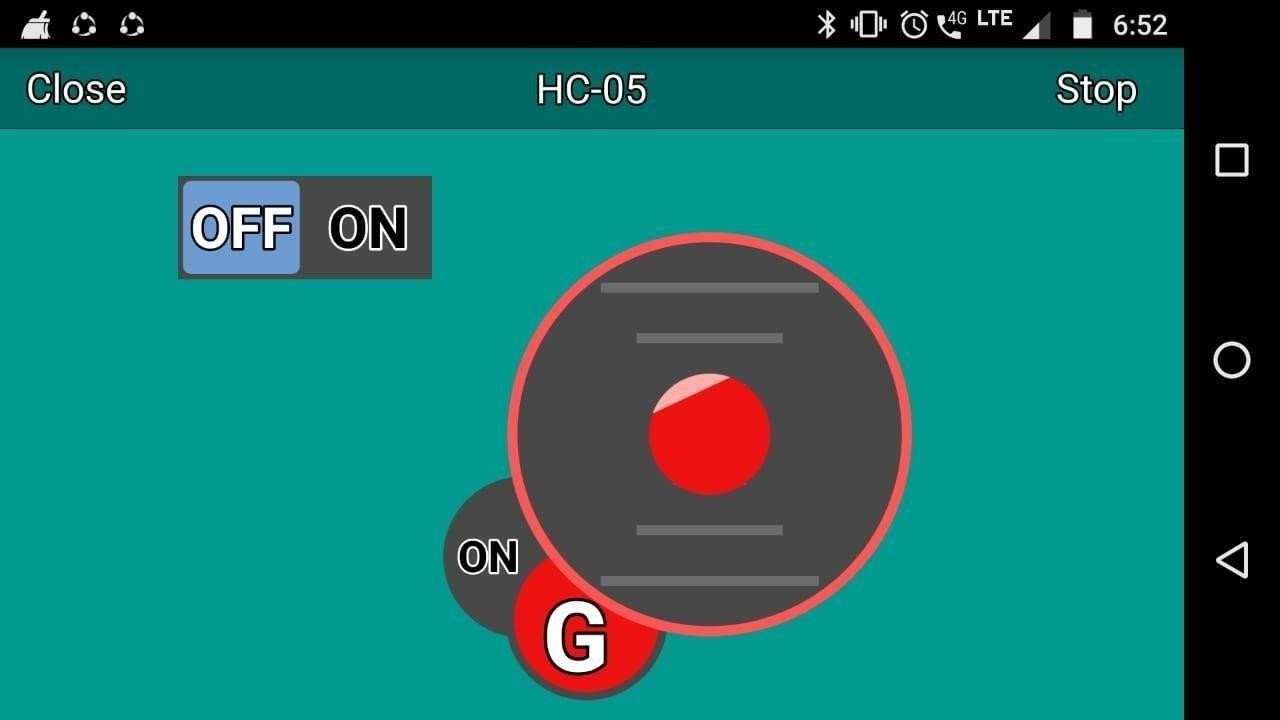 4G LTE 6:52
Close HC-05 Stop
OFF ON
ON
G